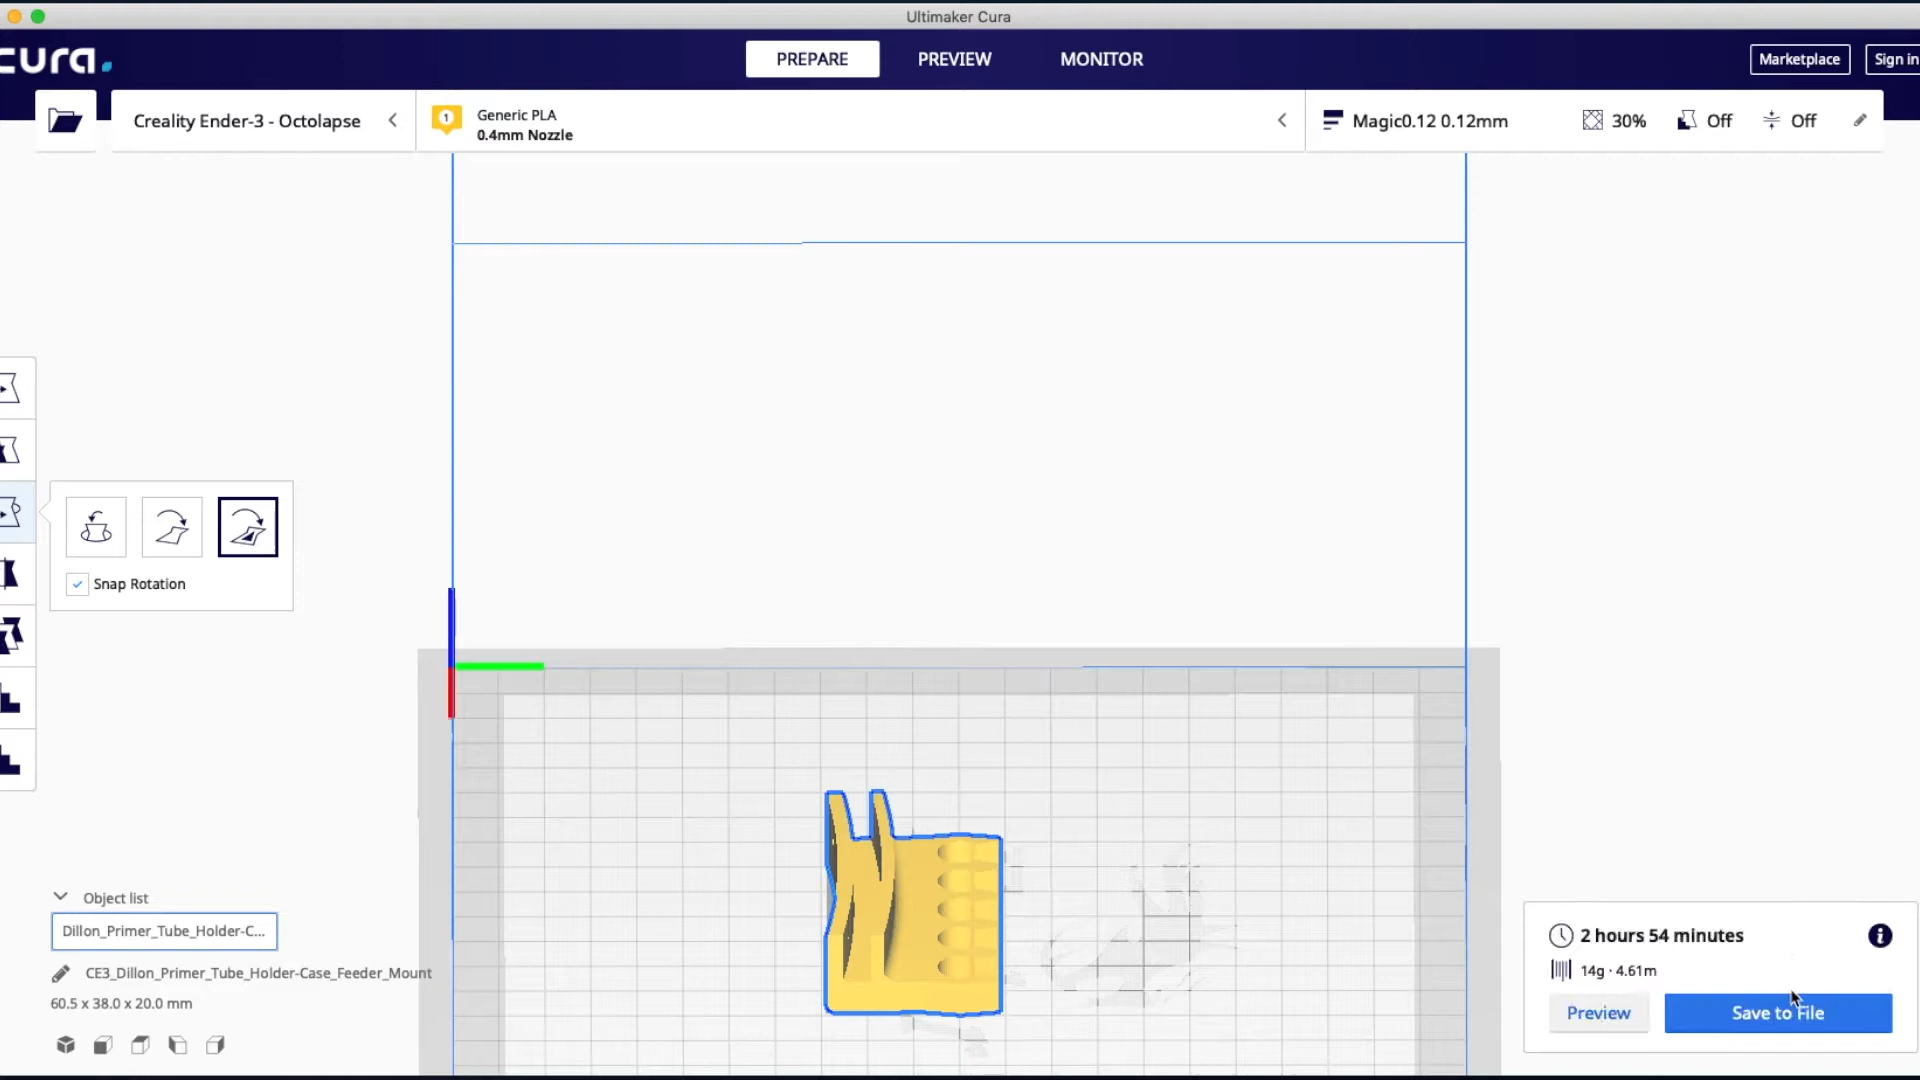 Ultimaker Cura
cura.
PREPARE
PREVIEW
MONITOR
Marketplace
Sign in
Creality Ender-3 - Octolapse
1
Generic PLA
0.4mm Nozzle
Magic0.12 0.12mm
30%
Off
Off
Snap Rotation
Object list
Dillon_Primer_Tube_Holder-C...
CE3_Dillon_Primer_Tube_Holder-Case_Feeder_Mount
60.5 x 38.0 x 20.0 mm
2 hours 54 minutes
14g · 4.61m
Preview
Save to File